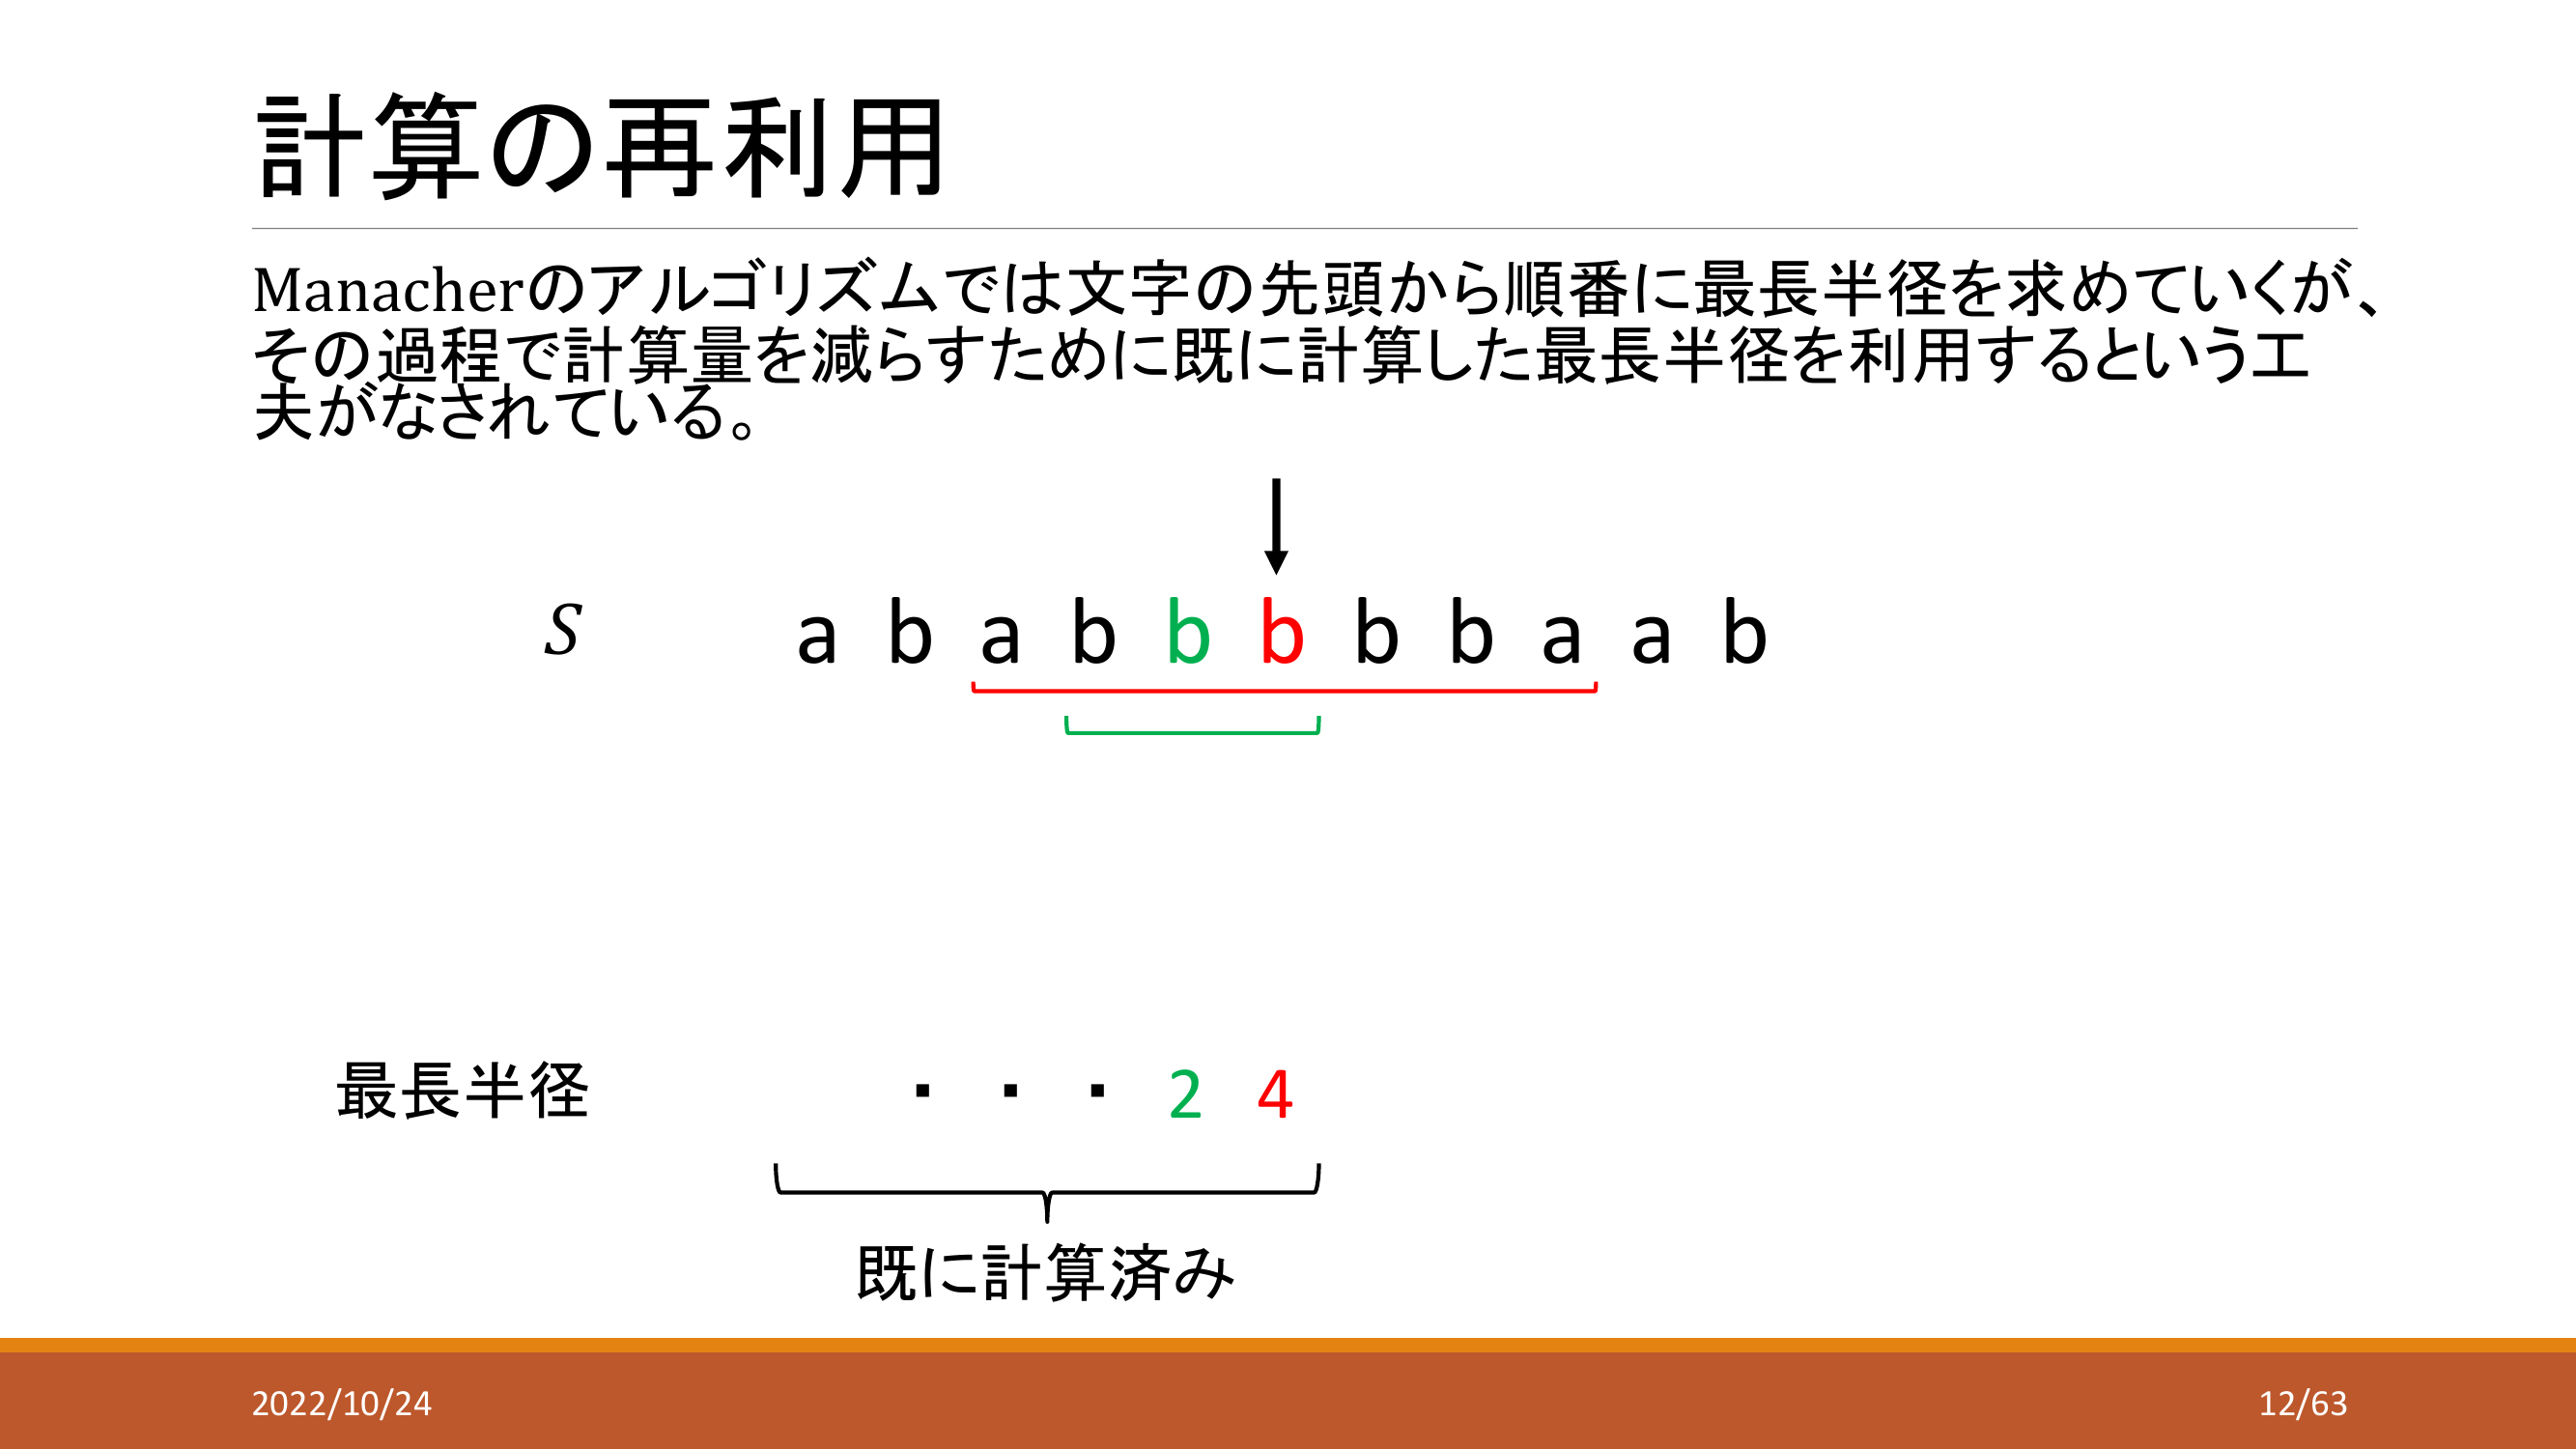 計算の再利用
Manacherのアルゴリズムでは文字の先頭から順番に最長半径を求めていくが、
その過程で計算量を減らすために既に計算した最長半径を利用するという工
夫がなされている。
S a b a b b b b b a a b
最長半径 ・ ・ ・ 2 4
既に計算済み
2022/10/24 12/63